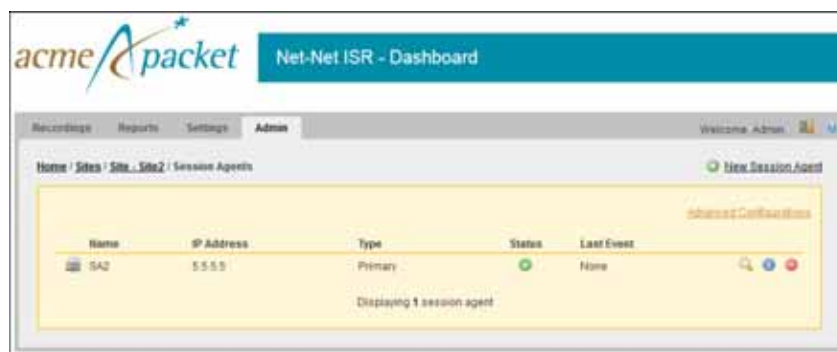 acme packet
Net-Net ISR - Dashboard
Recordings Reports Settings Admin
Welcome, Admin
Home / Sites / Site - Site2 / Session Agents
New Session Agent
Advanced Configurations
Name IP Address Type Status Last Event
SA2 5.5.5.5 Primary None
Displaying 1 session agent